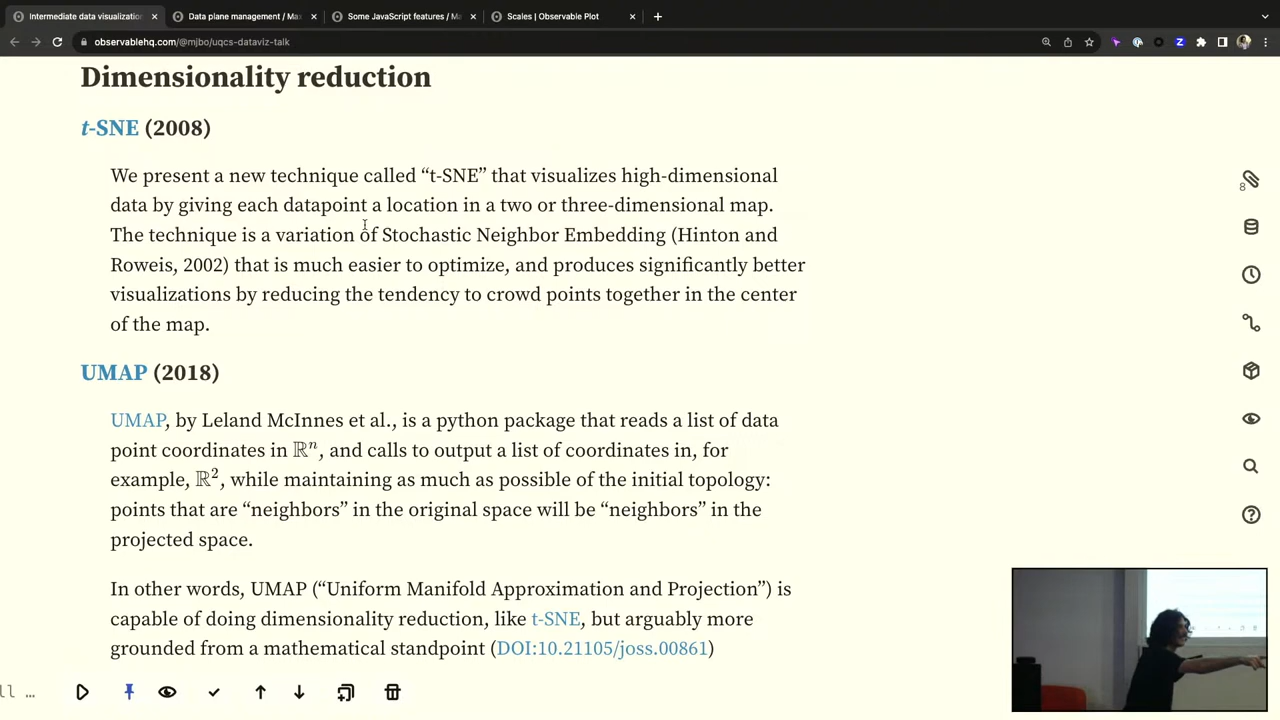 Intermediate data visualizatio
Data plane management / Max
Some JavaScript features / Ma
Scales | Observable Plot
observablehq.com/@mjbo/uqcs-dataviz-talk
Dimensionality reduction
t-SNE (2008)
We present a new technique called “t-SNE” that visualizes high-dimensional
data by giving each datapoint a location in a two or three-dimensional map.
The technique is a variation of Stochastic Neighbor Embedding (Hinton and
Roweis, 2002) that is much easier to optimize, and produces significantly better
visualizations by reducing the tendency to crowd points together in the center
of the map.
UMAP (2018)
UMAP, by Leland McInnes et al., is a python package that reads a list of data
point coordinates in ℝⁿ, and calls to output a list of coordinates in, for
example, ℝ², while maintaining as much as possible of the initial topology:
points that are “neighbors” in the original space will be “neighbors” in the
projected space.
In other words, UMAP (“Uniform Manifold Approximation and Projection”) is
capable of doing dimensionality reduction, like t-SNE, but arguably more
grounded from a mathematical standpoint (DOI:10.21105/joss.00861)
8
ll ...